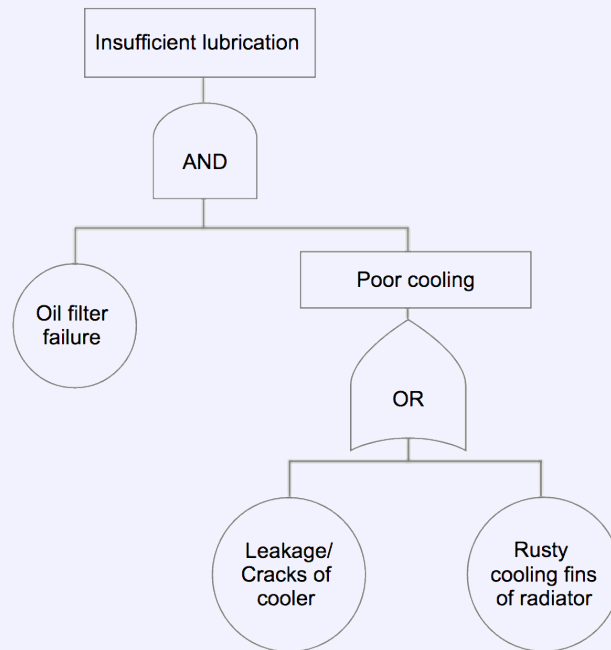 Insufficient lubrication
AND
Oil filter
failure
Poor cooling
OR
Leakage/
Cracks of
cooler
Rusty
cooling fins
of radiator